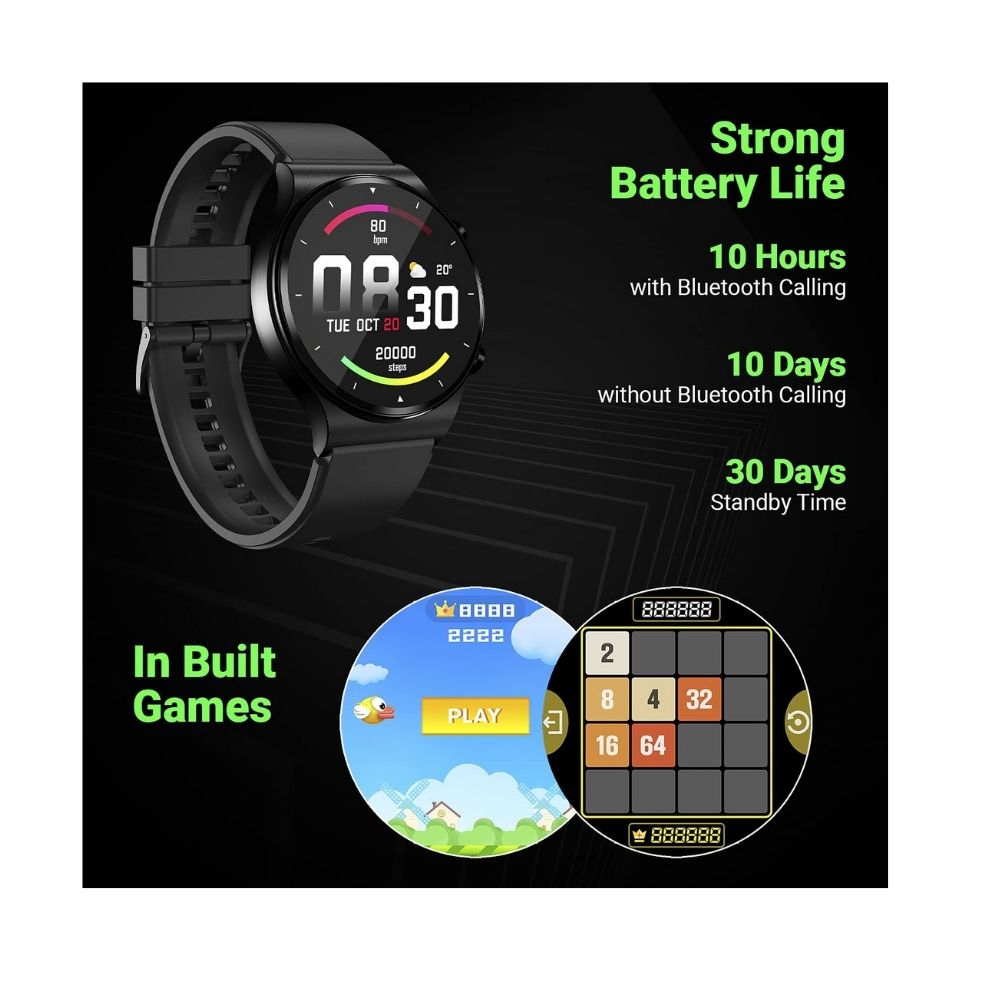 Strong
Battery Life
10 Hours
with Bluetooth Calling
10 Days
without Bluetooth Calling
30 Days
Standby Time
80
bpm
08
20°
30
TUE OCT 20
20000
steps
In Built
Games
8888
2222
PLAY
888888
2
8 4 32
16 64
888888